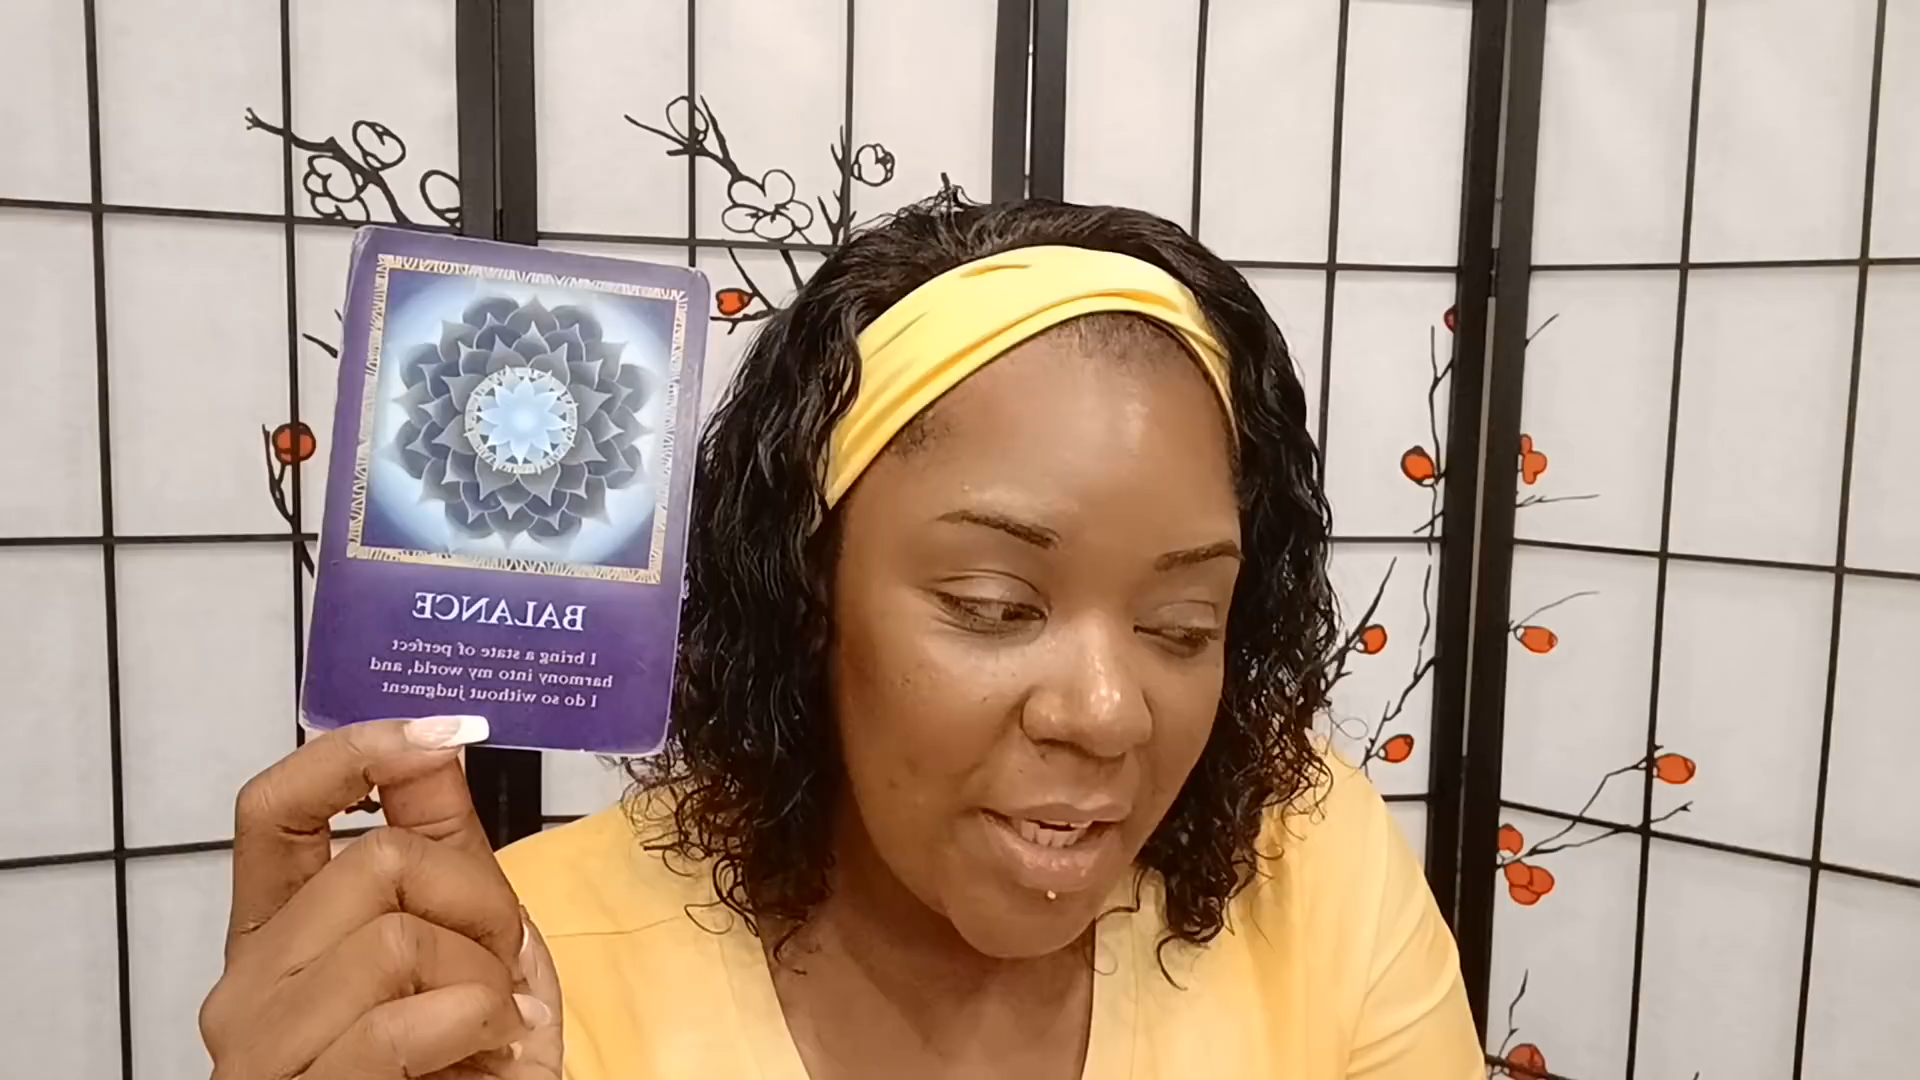 BALANCE
I bring a state of perfect
harmony into my world, and
I do so without judgment